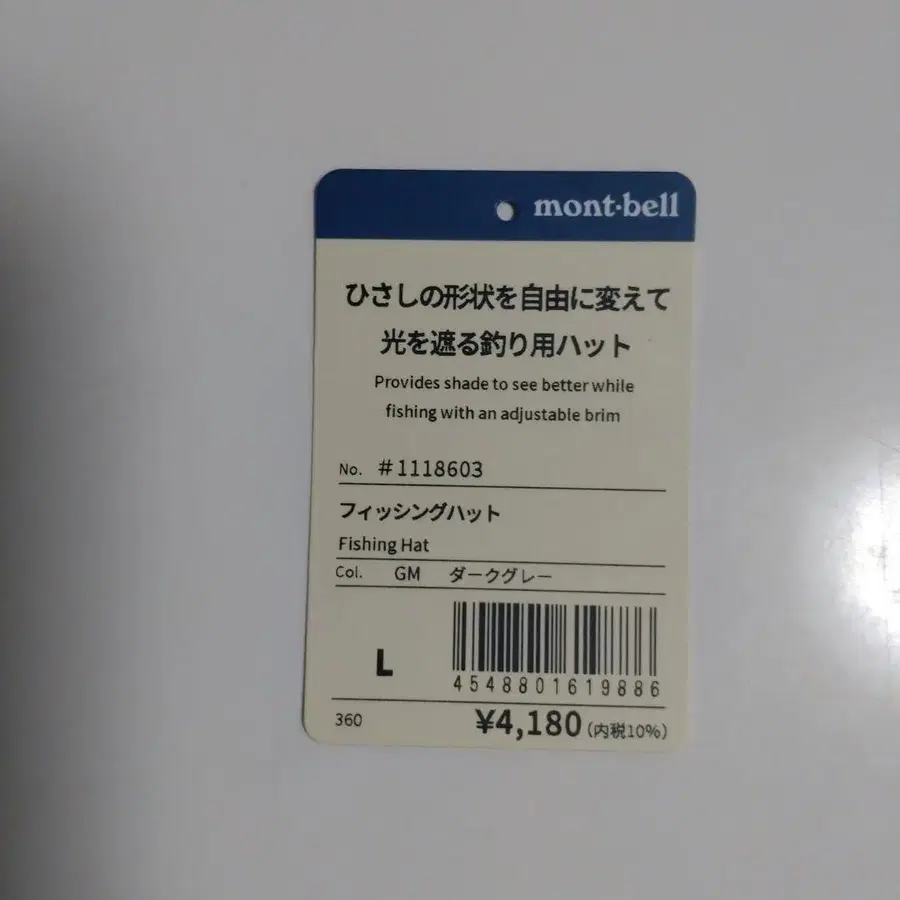 mont·bell
ひさしの形状を自由に変えて
光を遮る釣り用ハット
Provides shade to see better while
fishing with an adjustable brim
No. #1118603
フィッシングハット
Fishing Hat
Col. GM ダークグレー
L
4548801619886
360 ¥4,180(内税10%)